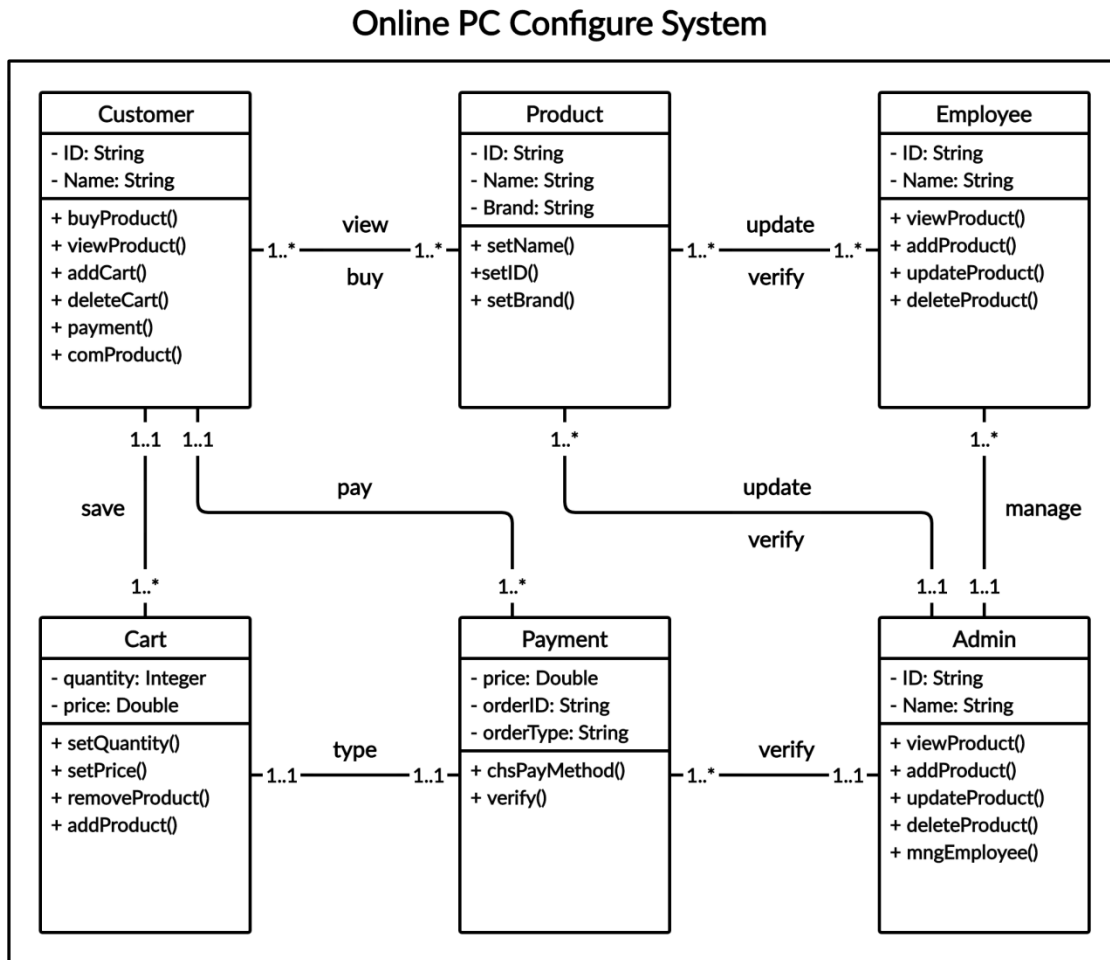 Online PC Configure System
Customer
- ID: String
- Name: String
+ buyProduct()
+ viewProduct()
+ addCart()
+ deleteCart()
+ payment()
+ comProduct()
1..*
view
buy
1..*
Product
- ID: String
- Name: String
- Brand: String
+ setName()
+setID()
+ setBrand()
1..*
update
verify
1..*
Employee
- ID: String
- Name: String
+ viewProduct()
+ addProduct()
+ updateProduct()
+ deleteProduct()
1..1
save
1..*
1..1
pay
1..*
1..*
update
verify
1..1
1..*
manage
1..1
Cart
- quantity: Integer
- price: Double
+ setQuantity()
+ setPrice()
+ removeProduct()
+ addProduct()
1..1
type
1..1
Payment
- price: Double
- orderID: String
- orderType: String
+ chsPayMethod()
+ verify()
1..*
verify
1..1
Admin
- ID: String
- Name: String
+ viewProduct()
+ addProduct()
+ updateProduct()
+ deleteProduct()
+ mngEmployee()